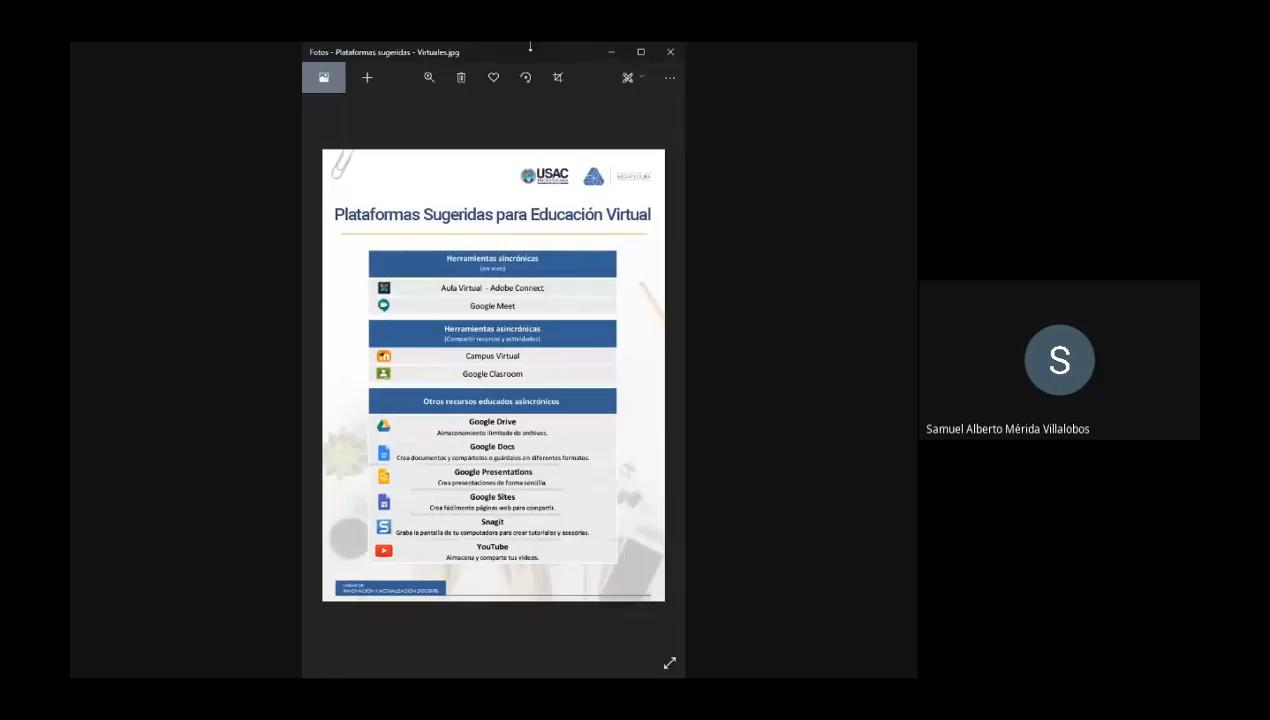 Fotos - Plataformas sugeridas - Virtuales.jpg
USAC
TRICENTENARIA
ARQUITECTURA
Plataformas Sugeridas para Educación Virtual
Herramientas sincrónicas
(en vivo)
Aula Virtual - Adobe Connect
Google Meet
Herramientas asincrónicas
(Compartir recursos y actividades)
Campus Virtual
Google Clasroom
Otros recursos educados asincrónicos
Google Drive
Almacenamiento ilimitado de archivos.
Google Docs
Crea documentos y compártelos o guárdalos en diferentes formatos.
Google Presentations
Crea presentaciones de forma sencilla.
Google Sites
Crea fácilmente páginas web para compartir.
Snagit
Graba la pantalla de tu computadora para crear tutoriales y asesorías.
YouTube
Almacena y comparte tus videos.
UNIDAD DE
INNOVACIÓN Y ACTUALIZACIÓN DOCENTE
S
Samuel Alberto Mérida Villalobos